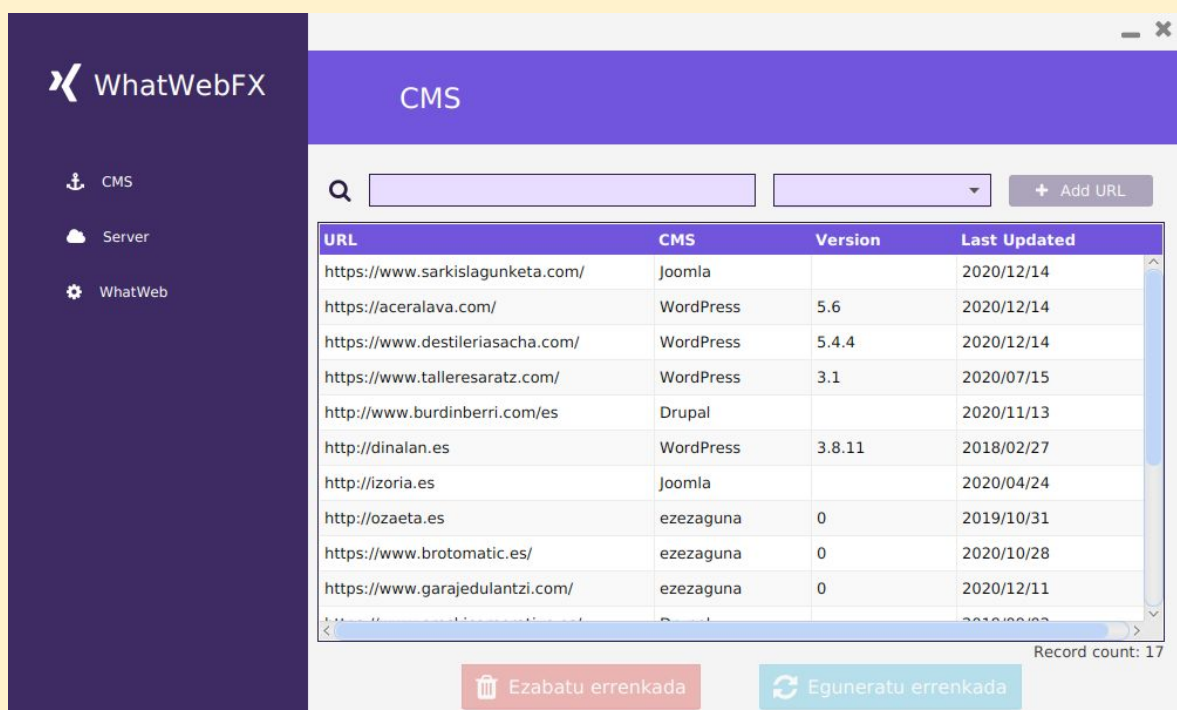 WhatWebFX
CMS
CMS
Server
WhatWeb
Add URL
URL CMS Version Last Updated
https://www.sarkislagunketa.com/ Joomla 2020/12/14
https://aceralava.com/ WordPress 5.6 2020/12/14
https://www.destileriasacha.com/ WordPress 5.4.4 2020/12/14
https://www.talleresaratz.com/ WordPress 3.1 2020/07/15
http://www.burdinberri.com/es Drupal 2020/11/13
http://dinalan.es WordPress 3.8.11 2018/02/27
http://izoria.es Joomla 2020/04/24
http://ozaeta.es ezezaguna 0 2019/10/31
https://www.brotomatic.es/ ezezaguna 0 2020/10/28
https://www.garajedulantzi.com/ ezezaguna 0 2020/12/11
Record count: 17
Ezabatu errenkada
Eguneratu errenkada